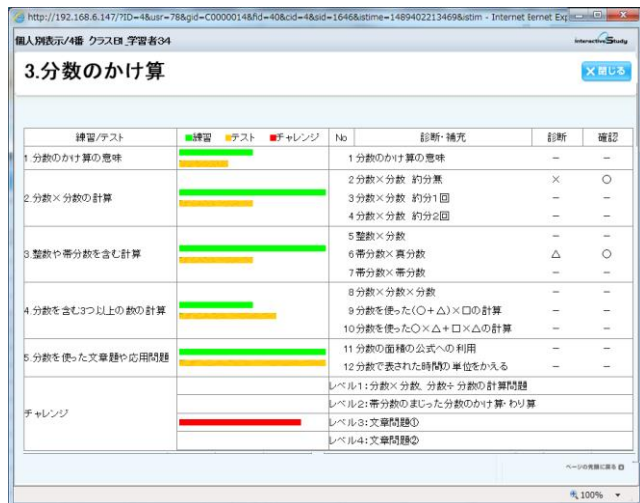 http://192.168.6.147/?ID=4&usr=78&gid=C0000014&fid=40&cid=4&sid=1646&istime=1489402213469&istim - Internet
個人別表示/4番 クラスBI_学習者34
InteractiveStudy
3.分数のかけ算
×閉じる
練習/テスト ■練習 ■テスト ■チャレンジ No 診断・補充 診断 確認
1.分数のかけ算の意味 1 分数のかけ算の意味 － －
2 分数×分数 約分無 × ○
2.分数×分数の計算 3 分数×分数 約分1回 － －
4 分数×分数 約分2回 － －
5 整数×分数 － －
3.整数や帯分数を含む計算 6 帯分数×真分数 △ ○
7 帯分数×帯分数 － －
8 分数×分数×分数 － －
4.分数を含む3つ以上の数の計算 9 分数を使った(○+△)×□の計算 － －
10 分数を使った○×△+□×△の計算 － －
5.分数を使った文章題や応用問題 11 分数の面積の公式への利用 － －
12 分数で表された時間の単位をかえる － －
レベル1:分数×分数、分数÷分数の計算問題
チャレンジ レベル2:帯分数のまじった分数のかけ算・わり算
レベル3:文章問題①
レベル4:文章問題②
ページの先頭に戻る
100%